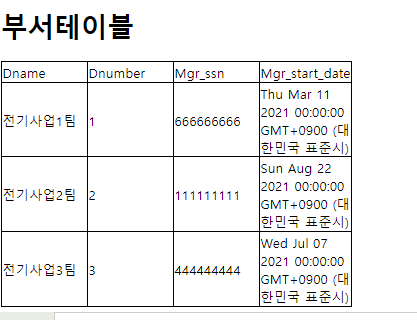 부서테이블
Dname Dnumber Mgr_ssn Mgr_start_date
전기사업1팀 1 666666666 Thu Mar 11
2021 00:00:00
GMT+0900 (대
한민국 표준시)
전기사업2팀 2 111111111 Sun Aug 22
2021 00:00:00
GMT+0900 (대
한민국 표준시)
전기사업3팀 3 444444444 Wed Jul 07
2021 00:00:00
GMT+0900 (대
한민국 표준시)